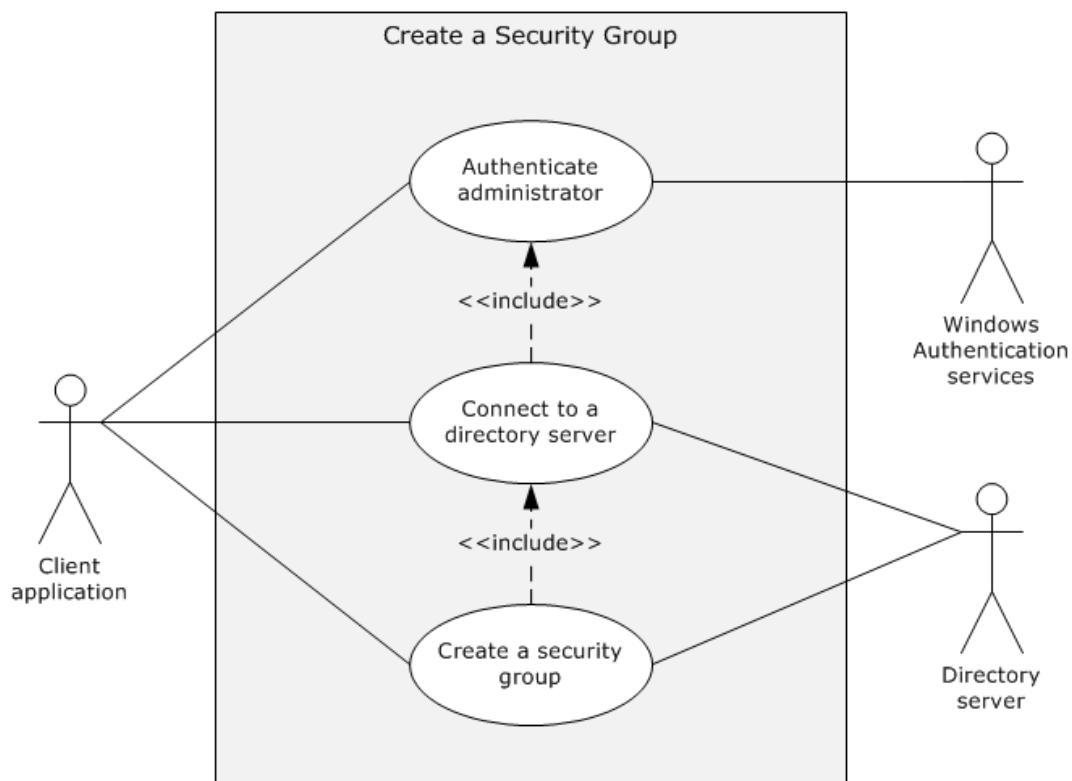 Create a Security Group
Authenticate
administrator
<<include>>
Windows
Authentication
services
Connect to a
directory server
Client
application
<<include>>
Create a security
group
Directory
server